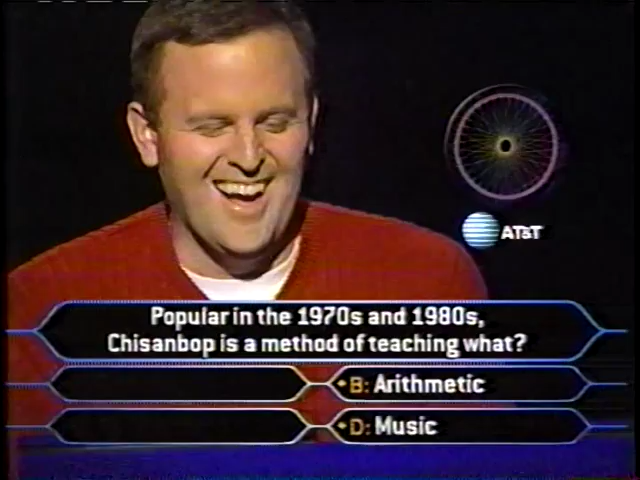 AT&T
Popular in the 1970s and 1980s,
Chisanbop is a method of teaching what?
B: Arithmetic
D: Music